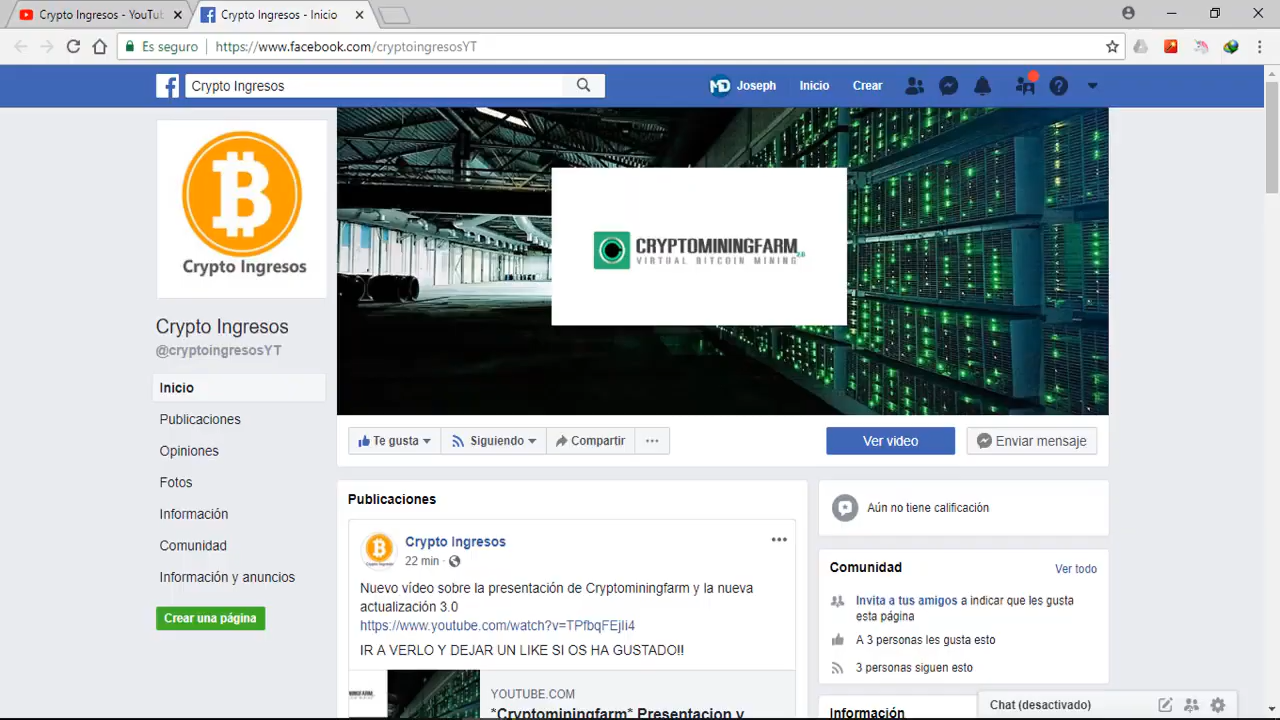 Crypto Ingresos - YouTu
Crypto Ingresos - Inicio
Es seguro
https://www.facebook.com/cryptoingresosYT
Crypto Ingresos
MD
Joseph
Inicio
Crear
Crypto Ingresos
CRYPTOMININGFARM
2.0
VIRTUAL BITCOIN MINING
Crypto Ingresos
@cryptoingresosYT
Inicio
Publicaciones
Opiniones
Fotos
Información
Comunidad
Información y anuncios
Crear una página
Te gusta
Siguiendo
Compartir
Ver video
Enviar mensaje
Publicaciones
Crypto Ingresos
22 min ·
Nuevo vídeo sobre la presentación de Cryptominingfarm y la nueva
actualización 3.0
https://www.youtube.com/watch?v=TPfbqFEjIi4
IR A VERLO Y DEJAR UN LIKE SI OS HA GUSTADO!!
YOUTUBE.COM
*Cryptominingfarm* Presentacion y
Aún no tiene calificación
Comunidad
Ver todo
Invita a tus amigos a indicar que les gusta
esta página
A 3 personas les gusta esto
3 personas siguen esto
Información
Chat (desactivado)